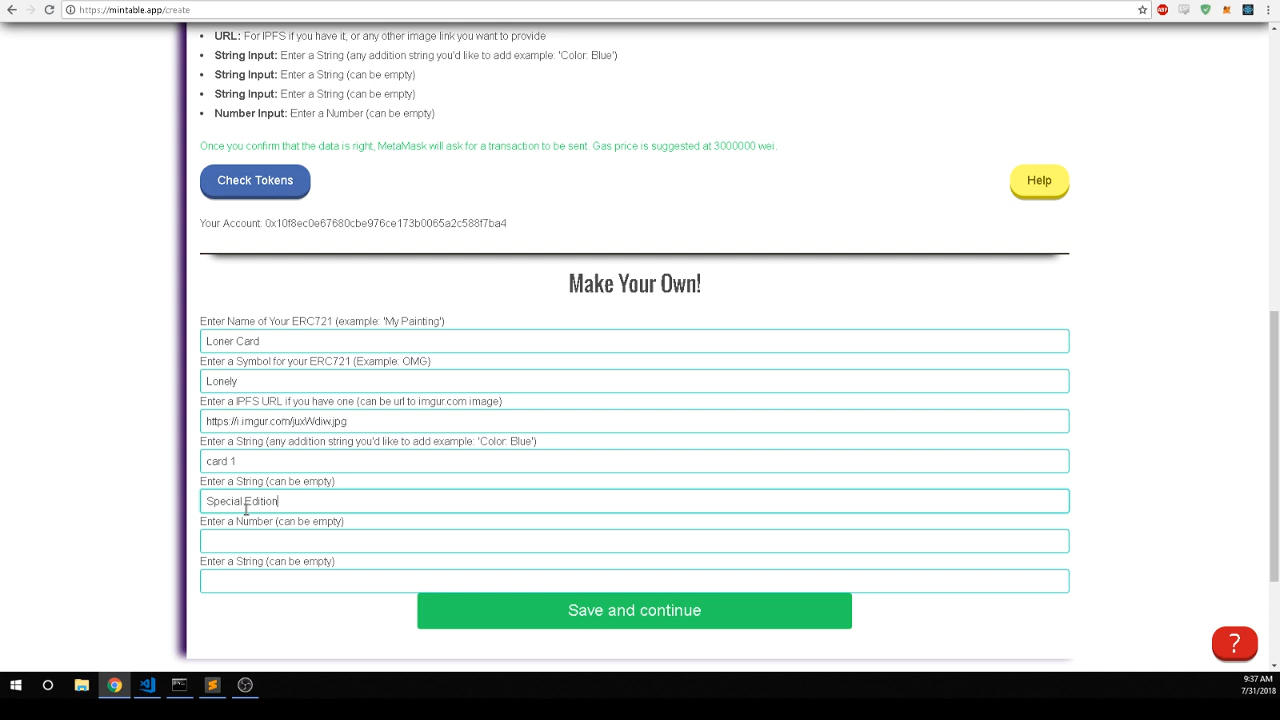 https://mintable.app/create
ABP
URL: For IPFS if you have it, or any other image link you want to provide
String Input: Enter a String (any addition string you'd like to add example: 'Color: Blue')
String Input: Enter a String (can be empty)
String Input: Enter a String (can be empty)
Number Input: Enter a Number (can be empty)
Once you confirm that the data is right, MetaMask will ask for a transaction to be sent. Gas price is suggested at 3000000 wei.
Check Tokens
Help
Your Account: 0x10f8ec0e67680cbe976ce173b0065a2c588f7ba4
Make Your Own!
Enter Name of Your ERC721 (example: 'My Painting')
Loner Card
Enter a Symbol for your ERC721 (Example: OMG)
Lonely
Enter a IPFS URL if you have one (can be url to imgur.com image)
https://i.imgur.com/juxWdiw.jpg
Enter a String (any addition string you'd like to add example: 'Color: Blue')
card 1
Enter a String (can be empty)
Special Edition
Enter a Number (can be empty)
Enter a String (can be empty)
Save and continue
?
9:37 AM
7/31/2018